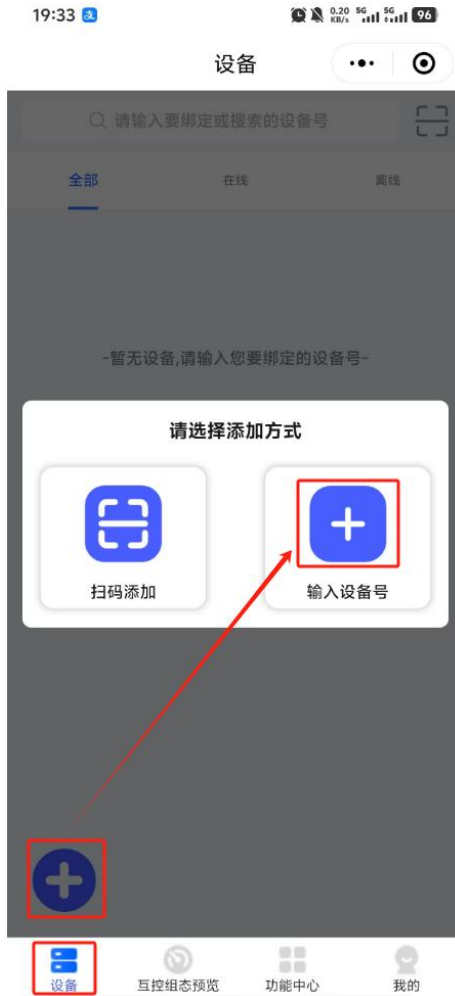 19:33
0.20 KB/s 5G 5G 96
设备
请输入要绑定或搜索的设备号
全部 在线 离线
-暂无设备,请输入您要绑定的设备号-
请选择添加方式
扫码添加 输入设备号
设备 互控组态预览 功能中心 我的